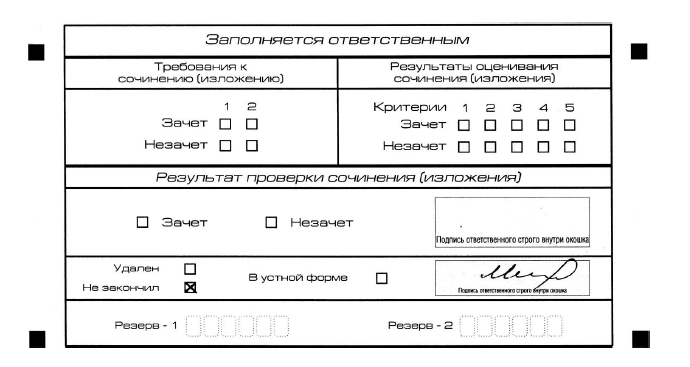 Заполняется ответственным
Требования к
сочинению (изложению)
Результаты оценивания
сочинения (изложения)
1 2
Зачет
Незачет
Критерии 1 2 3 4 5
Зачет
Незачет
Результат проверки сочинения (изложения)
Зачет Незачет
Подпись ответственного строго внутри окошка
Удален
Не закончил
В устной форме
Подпись ответственного строго внутри окошка
Резерв - 1
Резерв - 2